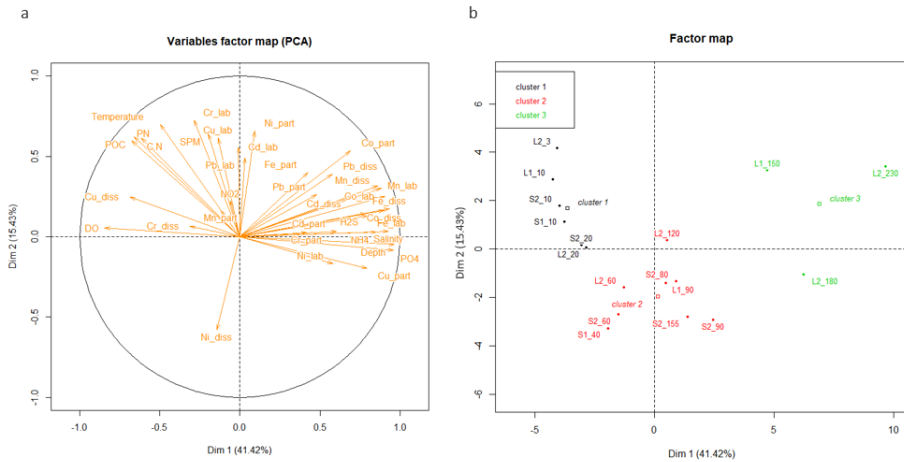 a
Variables factor map (PCA)
Dim 2 (15.43%)
1.0
0.5
0.0
-0.5
-1.0
Temperature
PN
POC
C.N
SPM
Cr_lab
Cu_lab
Ni_part
Cd_lab
Pb_lab
Fe_part
Co_part
Pb_diss
Mn_diss
Mn_lab
Pb_part
Co_lab
Fe_diss
NO2
Cd_diss
Cu_diss
Mn_part
Co_diss
Cr_diss
Cd_part
H2S
Fe_lab
DO
Cr_part
NH4
Salinity
Ni_lab
Depth
PO4
Cu_part
Ni_diss
-1.0 -0.5 0.0 0.5 1.0
Dim 1 (41.42%)
b
Factor map
Dim 2 (15.43%)
6
4
2
0
-2
-4
-6
cluster 1
cluster 2
cluster 3
L2_3
L1_10
S2_10
cluster 1
S1_10
S2_20
L2_20
L1_150
L2_230
cluster 3
L2_120
L2_180
L2_60
S2_80
L1_90
cluster 2
S2_60
S1_40
S2_155
S2_90
-5 0 5 10
Dim 1 (41.42%)